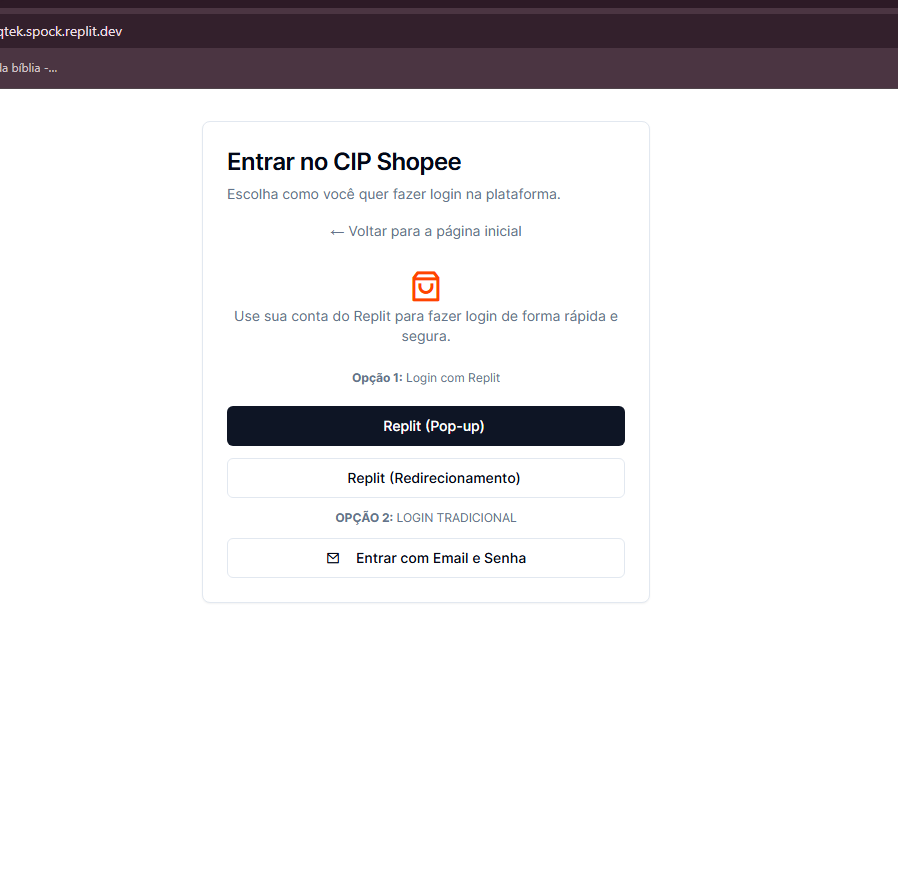 qtek.spock.replit.dev
da bíblia -...
Entrar no CIP Shopee
Escolha como você quer fazer login na plataforma.
← Voltar para a página inicial
Use sua conta do Replit para fazer login de forma rápida e
segura.
Opção 1: Login com Replit
Replit (Pop-up)
Replit (Redirecionamento)
OPÇÃO 2: LOGIN TRADICIONAL
Entrar com Email e Senha